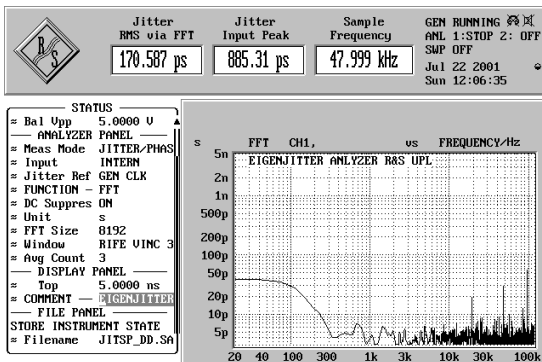 R
S
Jitter
RMS via FFT
170.587 ps
Jitter
Input Peak
885.31 ps
Sample
Frequency
47.999 kHz
GEN RUNNING
ANL 1:STOP 2: OFF
SWP OFF
Jul 22 2001
Sun 12:06:35
STATUS
≈ Bal Vpp 5.0000 V
ANALYZER PANEL
≈ Meas Mode JITTER/PHAS
≈ Input INTERN
≈ Jitter Ref GEN CLK
≈ FUNCTION - FFT
≈ DC Suppres ON
≈ Unit s
≈ FFT Size 8192
≈ Window RIFE VINC 3
≈ Avg Count 3
DISPLAY PANEL
≈ Top 5.0000 ns
≈ COMMENT — EIGENJITTER
FILE PANEL
STORE INSTRUMENT STATE
≈ Filename JITSP_DD.SA
s FFT CH1, vs FREQUENCY/Hz
EIGENJITTER ANLYZER R&S UPL
5n
2n
1n
500p
200p
100p
50p
20p
10p
5p
20 40 100 300 1k 3k 10k 30k 100k